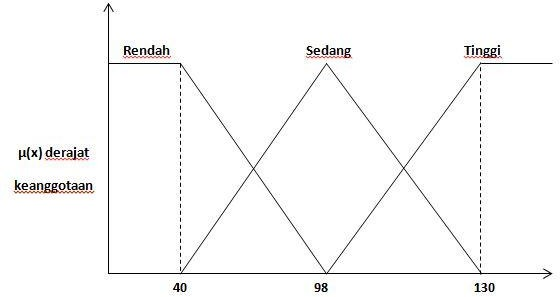 Rendah Sedang Tinggi
μ(x) derajat
keanggotaan
40 98 130